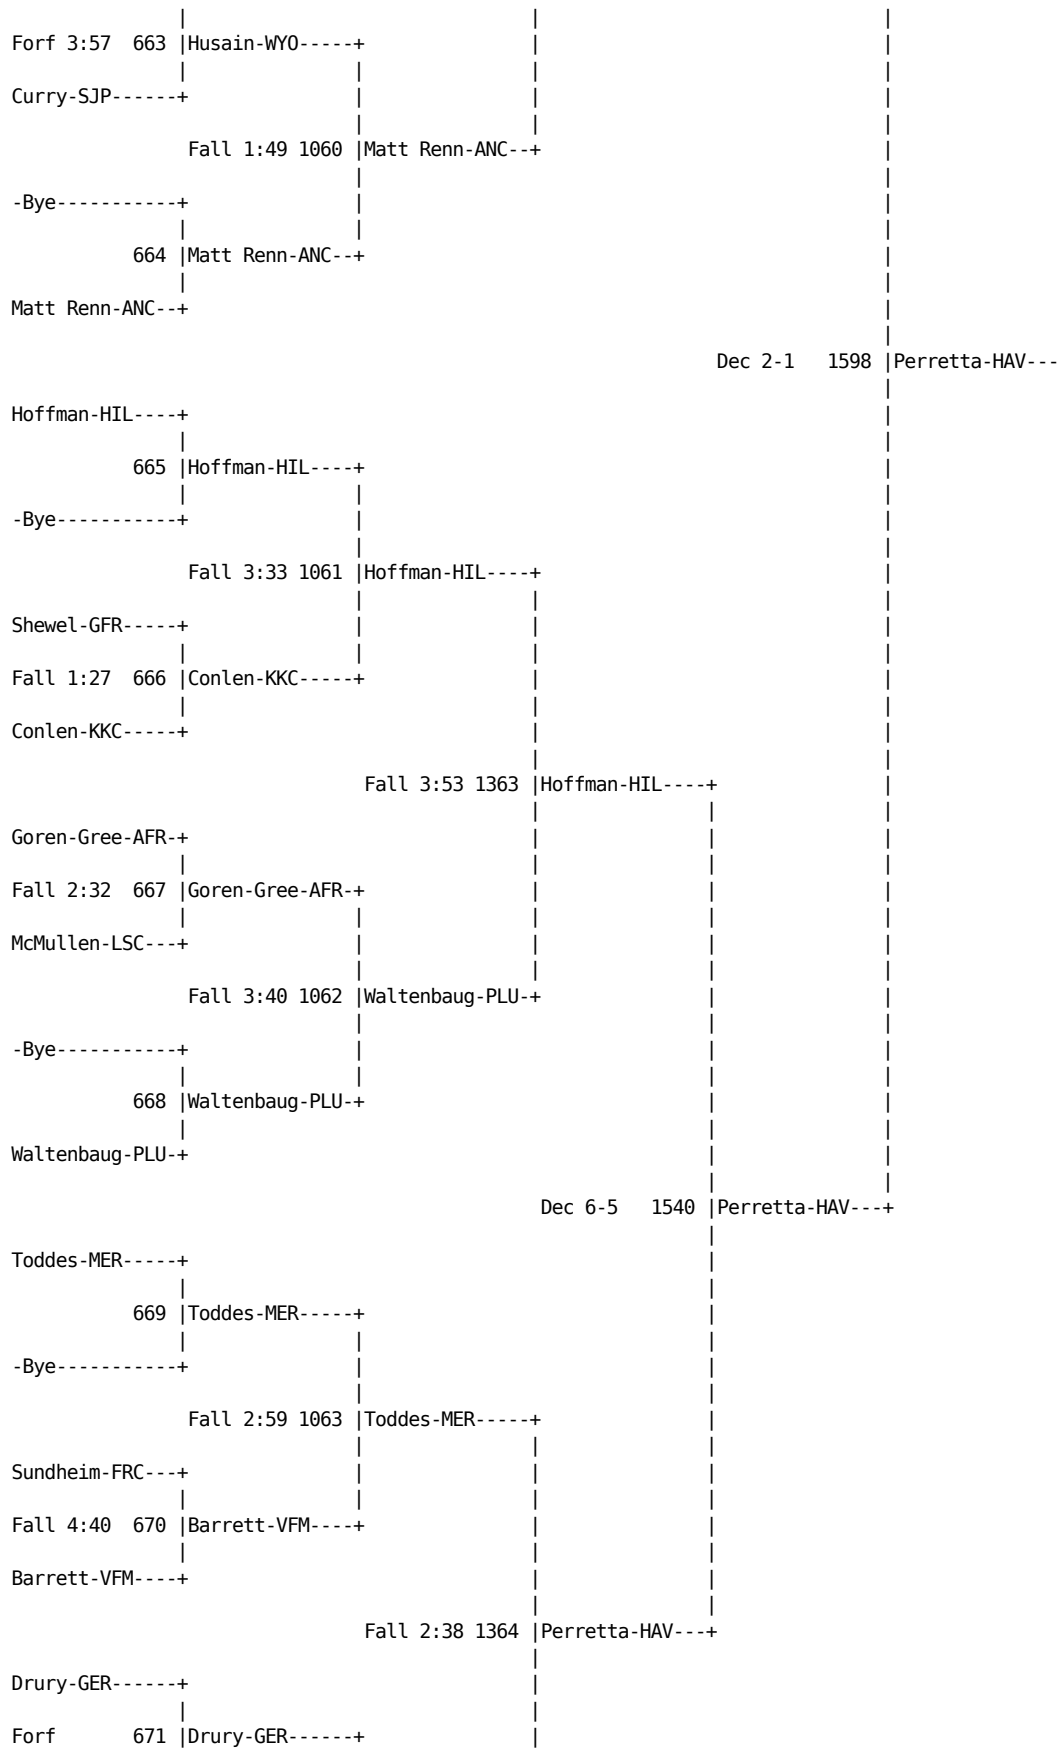 Forf 3:57  663 |Husain-WYO-----+
Curry-SJP------+
Fall 1:49 1060 |Matt Renn-ANC--+
-Bye-----------+
664 |Matt Renn-ANC--+
Matt Renn-ANC--+
Dec 2-1   1598 |Perretta-HAV---
Hoffman-HIL----+
665 |Hoffman-HIL----+
-Bye-----------+
Fall 3:33 1061 |Hoffman-HIL----+
Shewel-GFR-----+
Fall 1:27  666 |Conlen-KKC-----+
Conlen-KKC-----+
Fall 3:53 1363 |Hoffman-HIL----+
Goren-Gree-AFR-+
Fall 2:32  667 |Goren-Gree-AFR-+
McMullen-LSC---+
Fall 3:40 1062 |Waltenbaug-PLU-+
-Bye-----------+
668 |Waltenbaug-PLU-+
Waltenbaug-PLU-+
Dec 6-5   1540 |Perretta-HAV---+
Toddes-MER-----+
669 |Toddes-MER-----+
-Bye-----------+
Fall 2:59 1063 |Toddes-MER-----+
Sundheim-FRC---+
Fall 4:40  670 |Barrett-VFM----+
Barrett-VFM----+
Fall 2:38 1364 |Perretta-HAV---+
Drury-GER------+
Forf       671 |Drury-GER------+